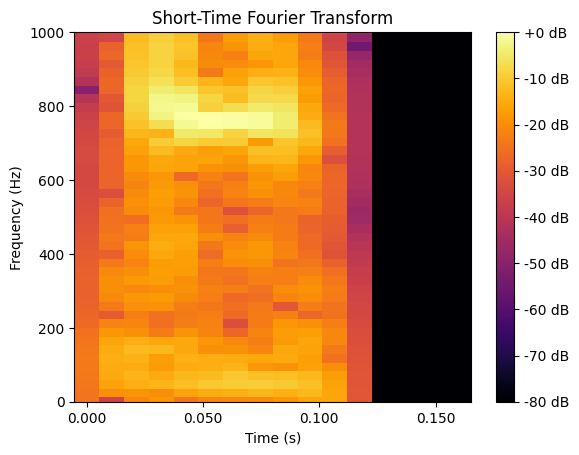 Short-Time Fourier Transform
1000
800
600
400
200
0
Frequency (Hz)
0.000
0.050
0.100
0.150
Time (s)
+0 dB
-10 dB
-20 dB
-30 dB
-40 dB
-50 dB
-60 dB
-70 dB
-80 dB